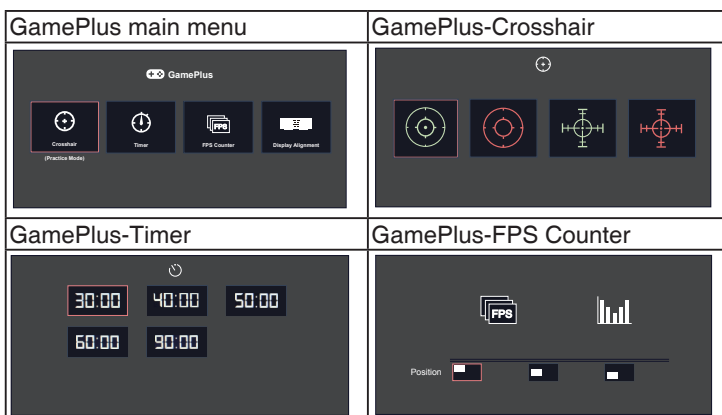 GamePlus main menu
GamePlus-Crosshair
GamePlus
Crosshair
Timer
FPS
FPS Counter
Display Alignment
(Practice Mode)
GamePlus-Timer
GamePlus-FPS Counter
30:00 40:00 50:00
60:00 90:00
FPS
Position